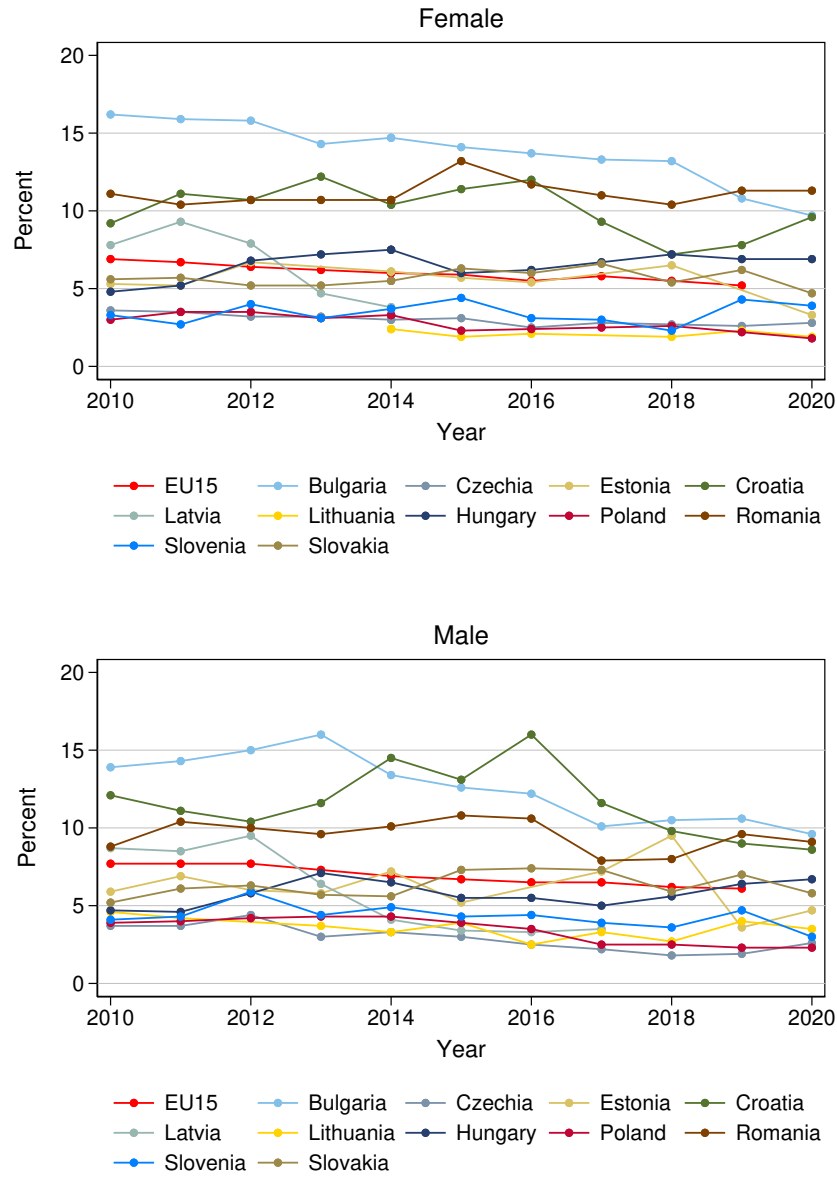 Female
20
15
10
5
0
Percent
2010 2012 2014 2016 2018 2020
Year
EU15 Bulgaria Czechia Estonia Croatia
Latvia Lithuania Hungary Poland Romania
Slovenia Slovakia
Male
20
15
10
5
0
Percent
2010 2012 2014 2016 2018 2020
Year
EU15 Bulgaria Czechia Estonia Croatia
Latvia Lithuania Hungary Poland Romania
Slovenia Slovakia